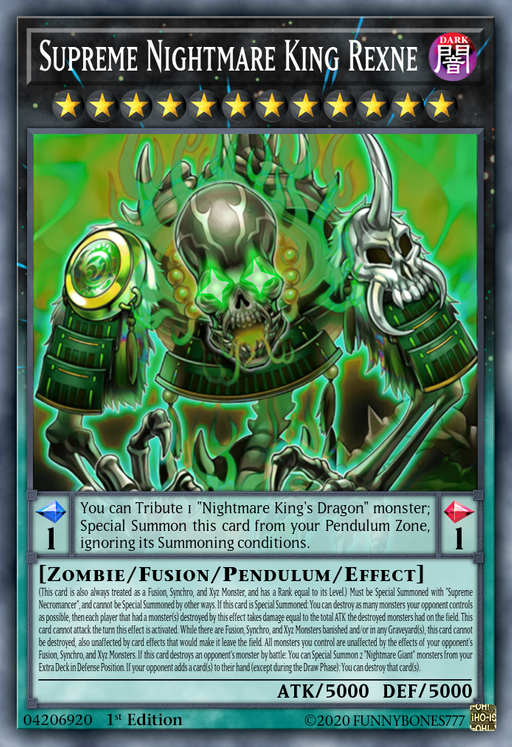 SUPREME NIGHTMARE KING REXNE
DARK
闇
You can Tribute 1 "Nightmare King's Dragon" monster;
Special Summon this card from your Pendulum Zone,
ignoring its Summoning conditions.
1
1
[ZOMBIE/FUSION/PENDULUM/EFFECT]
(This card is also always treated as a Fusion, Synchro, and Xyz Monster, and has a Rank equal to its Level.) Must be Special Summoned with "Supreme
Necromancer", and cannot be Special Summoned by other ways. If this card is Special Summoned: You can destroy as many monsters your opponent controls
as possible, then each player that had a monster(s) destroyed by this effect takes damage equal to the total ATK the destroyed monsters had on the field. This
card cannot attack the turn this effect is activated. While there are Fusion, Synchro, and Xyz Monsters banished and/or in any Graveyard(s), this card cannot
be destroyed, also unaffected by card effects that would make it leave the field. All monsters you control are unaffected by the effects of your opponent's
Fusion, Synchro, and Xyz Monsters. If this card destroys an opponent's monster by battle: You can Special Summon 2 "Nightmare Giant" monsters from your
Extra Deck in Defense Position. If your opponent adds a card(s) to their hand (except during the Draw Phase): You can destroy that card(s).
ATK/5000 DEF/5000
04206920 1st Edition ©2020 FUNNYBONES777